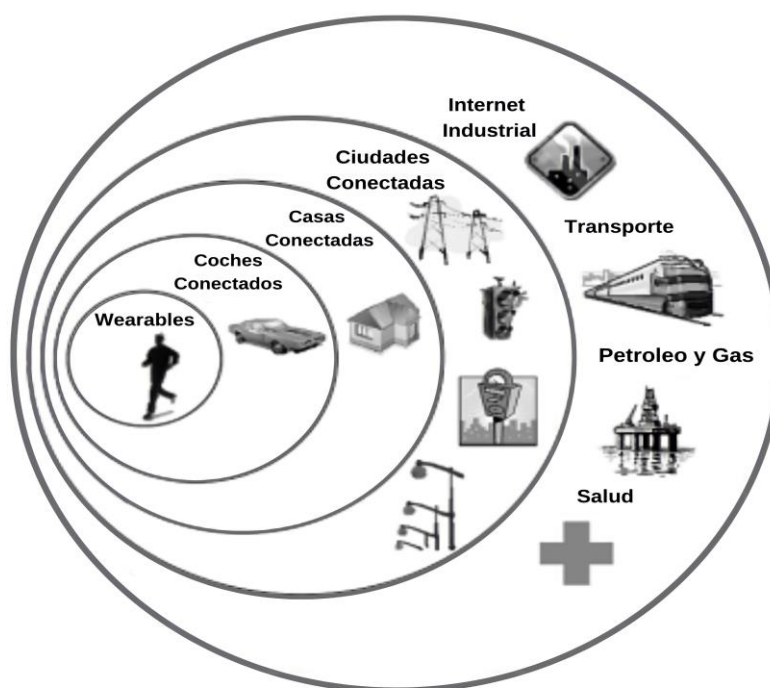 Internet
Industrial
Ciudades
Conectadas
Casas
Conectadas
Transporte
Coches
Conectados
Wearables
Petroleo y Gas
Salud